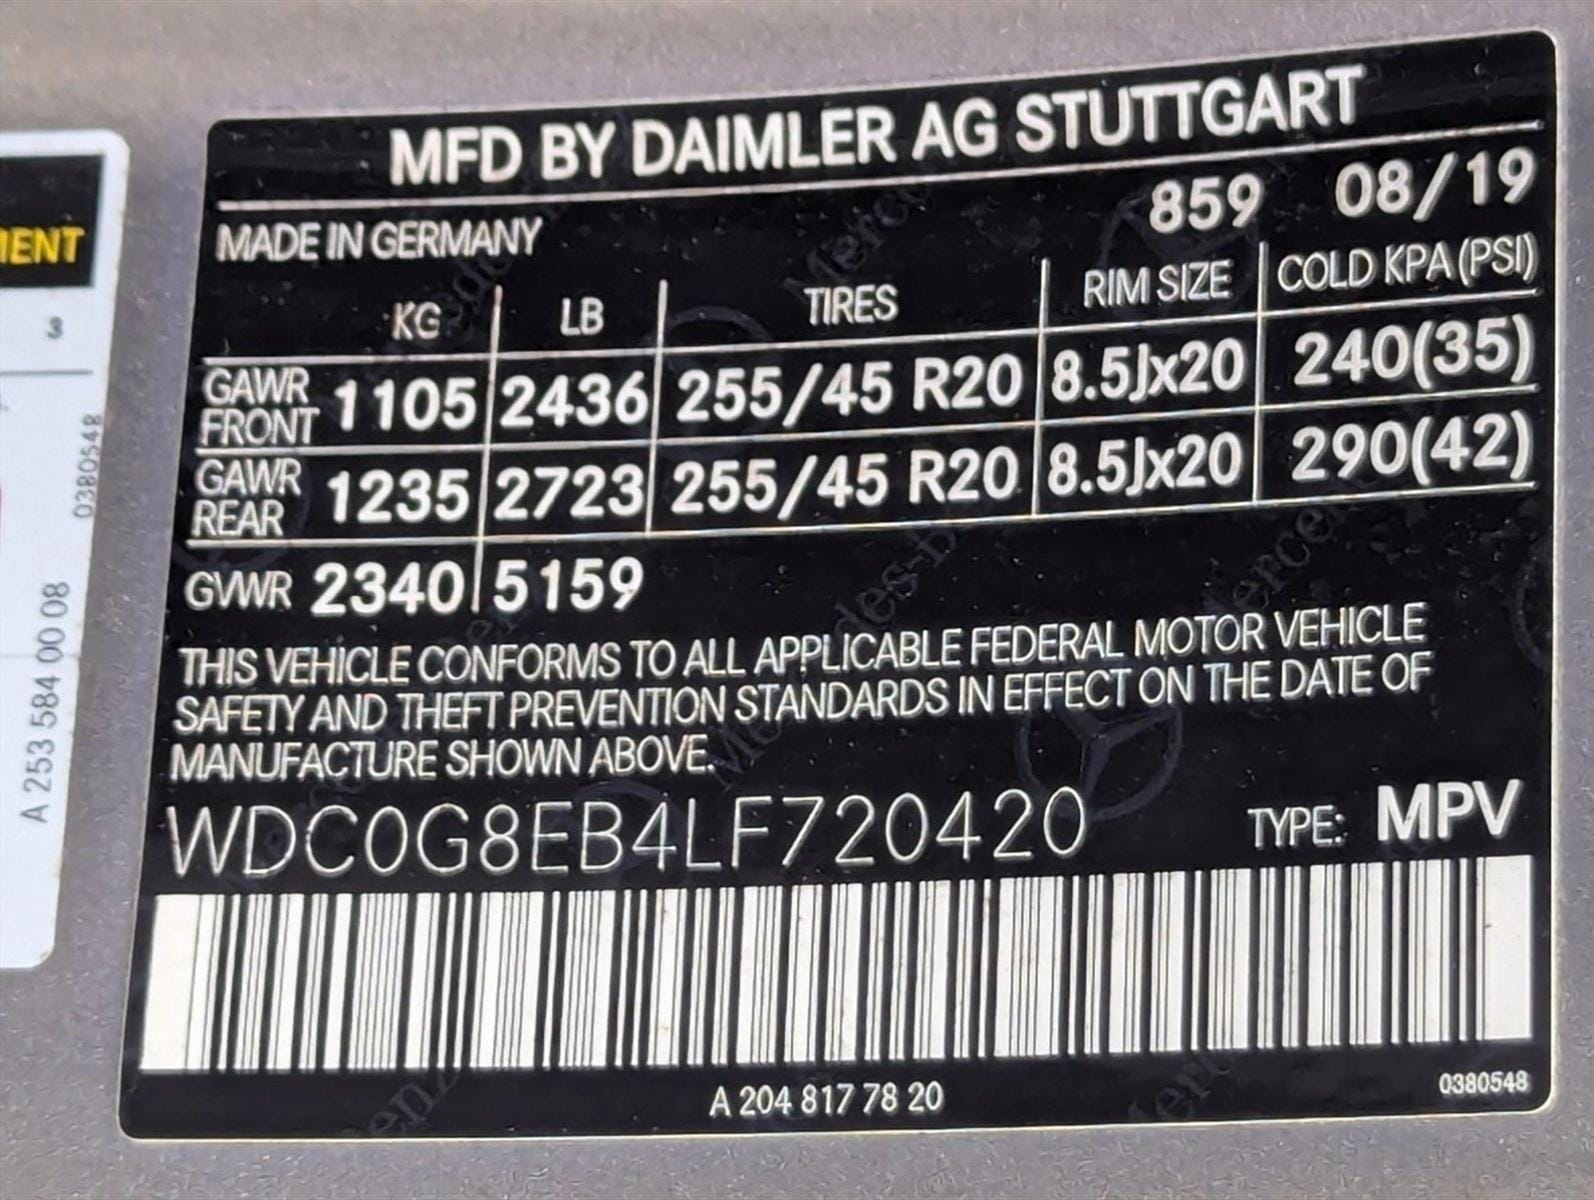 MFD BY DAIMLER AG STUTTGART
MADE IN GERMANY 859 08/19
KG LB TIRES RIM SIZE COLD KPA (PSI)
GAWR FRONT 1105 2436 255/45 R20 8.5Jx20 240(35)
GAWR REAR 1235 2723 255/45 R20 8.5Jx20 290(42)
GVWR 2340 5159
THIS VEHICLE CONFORMS TO ALL APPLICABLE FEDERAL MOTOR VEHICLE
SAFETY AND THEFT PREVENTION STANDARDS IN EFFECT ON THE DATE OF
MANUFACTURE SHOWN ABOVE.
WDC0G8EB4LF720420 TYPE: MPV
A 204 817 78 20 0380548
MENT
3
0380548
A 253 584 00 08